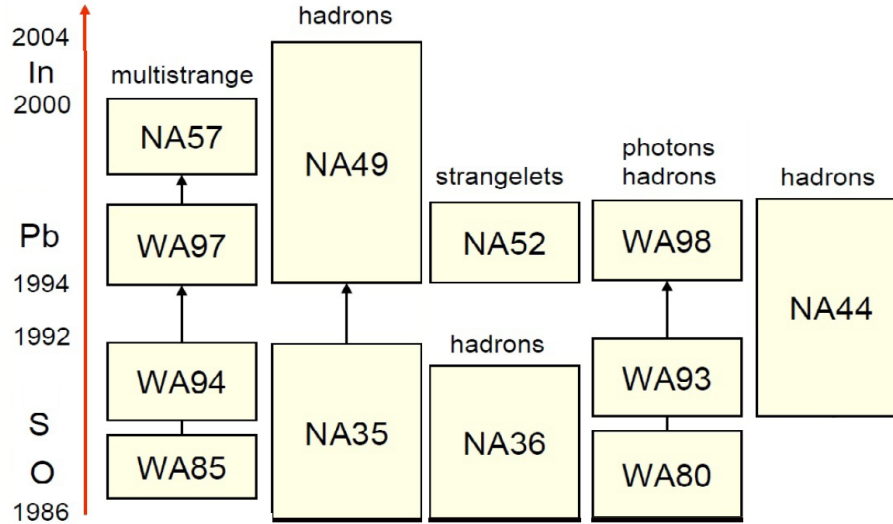 hadrons
2004
In
multistrange
2000
NA57
NA49
photons
hadrons
strangelets
hadrons
Pb
WA97
NA52
WA98
1994
NA44
1992
hadrons
WA94
WA93
S
NA35
NA36
O
WA85
WA80
1986